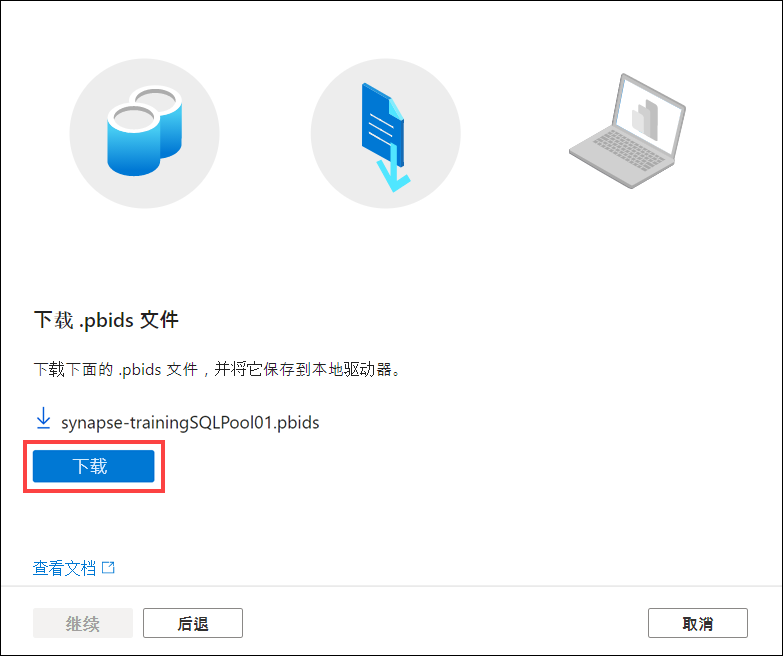 下载 .pbids 文件
下载下面的 .pbids 文件，并将它保存到本地驱动器。
synapse-trainingSQLPool01.pbids
下载
查看文档
继续
后退
取消